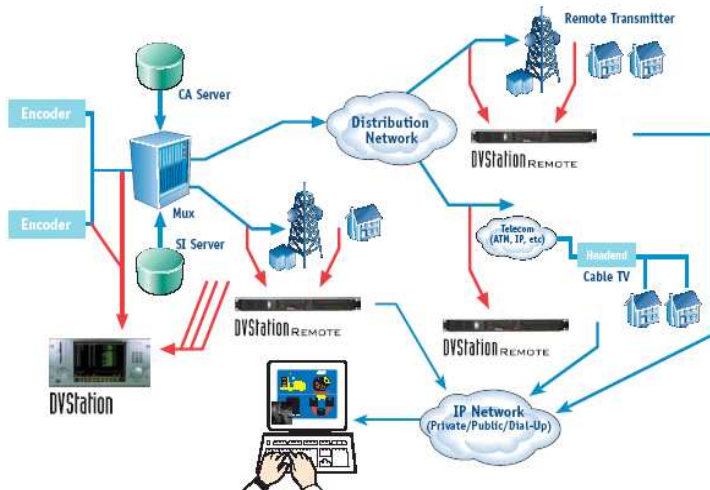 Remote Transmitter
CA Server
Encoder
Distribution
Network
DVStation REMOTE
Mux
Encoder
SI Server
Telecom
(ATM, IP, etc)
Headend
Cable TV
DVStation REMOTE
DVStation REMOTE
DVStation
IP Network
(Private/Public/Dial-Up)